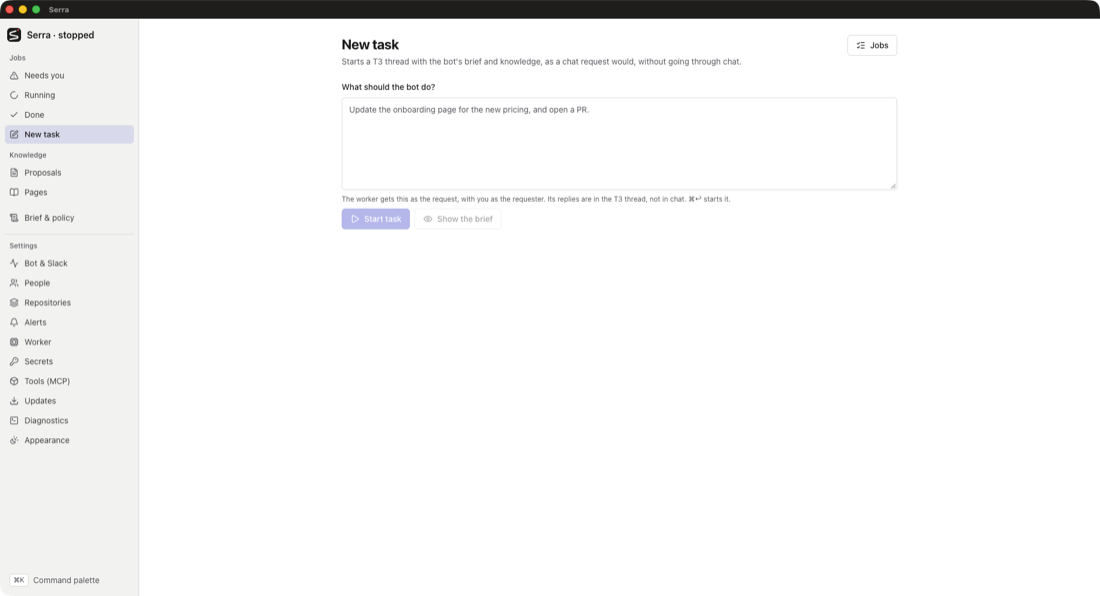 Serra
Serra · stopped
Jobs
Needs you
Running
Done
New task
Knowledge
Proposals
Pages
Brief & policy
Settings
Bot & Slack
People
Repositories
Alerts
Worker
Secrets
Tools (MCP)
Updates
Diagnostics
Appearance
⌘K Command palette
New task
Jobs
Starts a T3 thread with the bot's brief and knowledge, as a chat request would, without going through chat.
What should the bot do?
Update the onboarding page for the new pricing, and open a PR.
The worker gets this as the request, with you as the requester. Its replies are in the T3 thread, not in chat. ⌘↵ starts it.
Start task
Show the brief